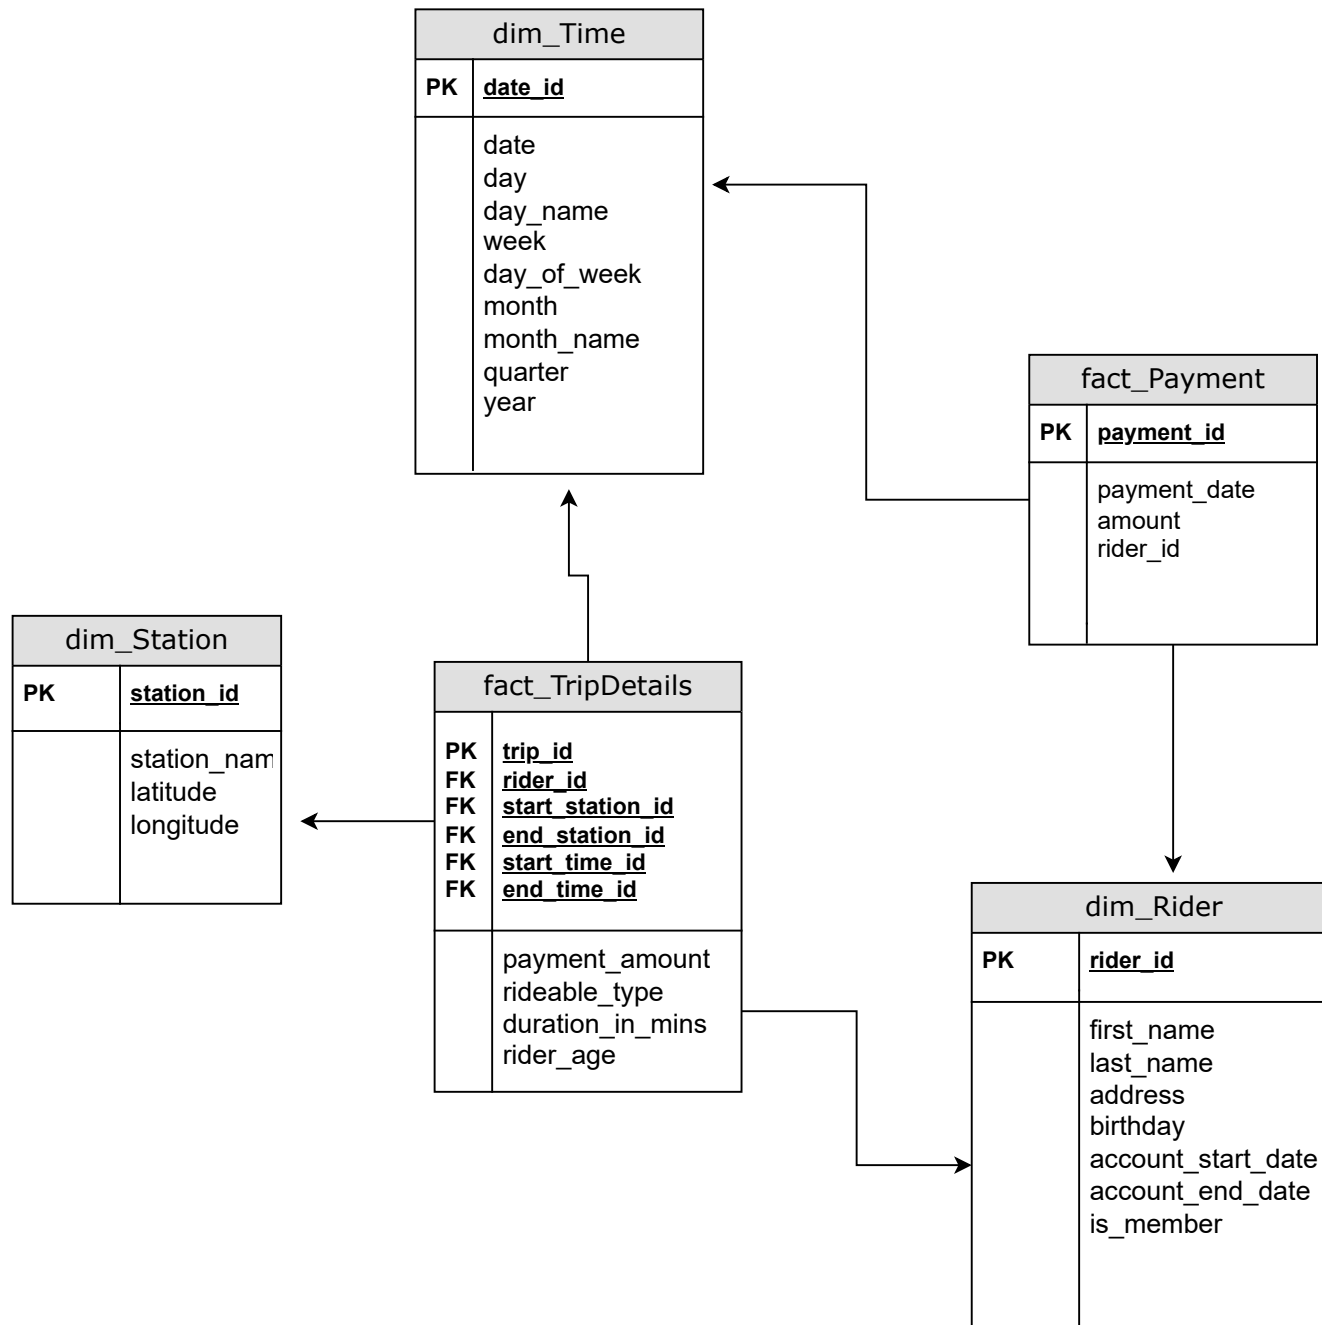 dim_Time
PK date_id
date
day
day_name
week
day_of_week
month
month_name
quarter
year
fact_Payment
PK payment_id
payment_date
amount
rider_id
dim_Station
PK station_id
station_nam
latitude
longitude
fact_TripDetails
PK trip_id
FK rider_id
FK start_station_id
FK end_station_id
FK start_time_id
FK end_time_id
payment_amount
rideable_type
duration_in_mins
rider_age
dim_Rider
PK rider_id
first_name
last_name
address
birthday
account_start_date
account_end_date
is_member